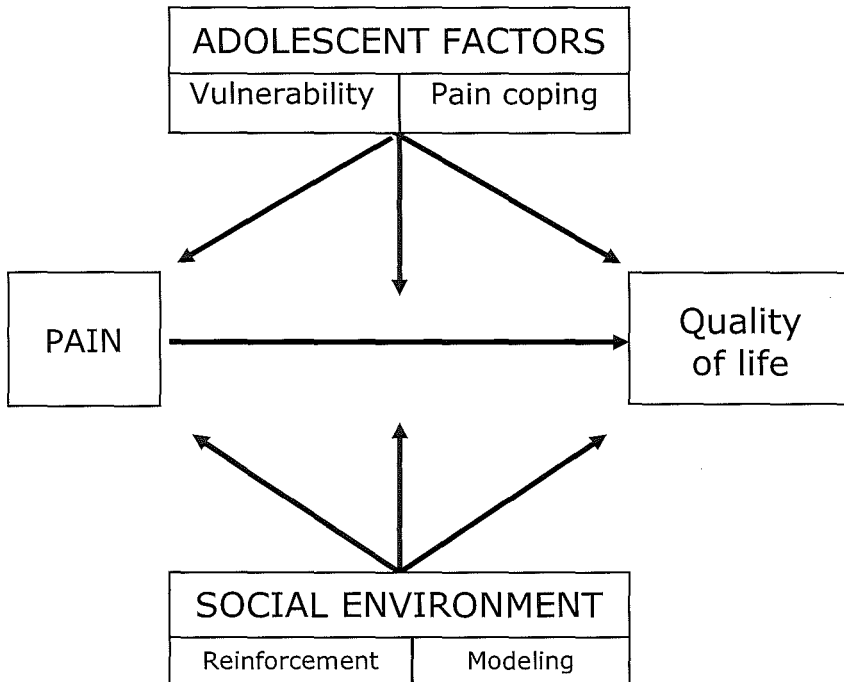 ADOLESCENT FACTORS
Vulnerability
Pain coping
PAIN
Quality
of life
SOCIAL ENVIRONMENT
Reinforcement
Modeling